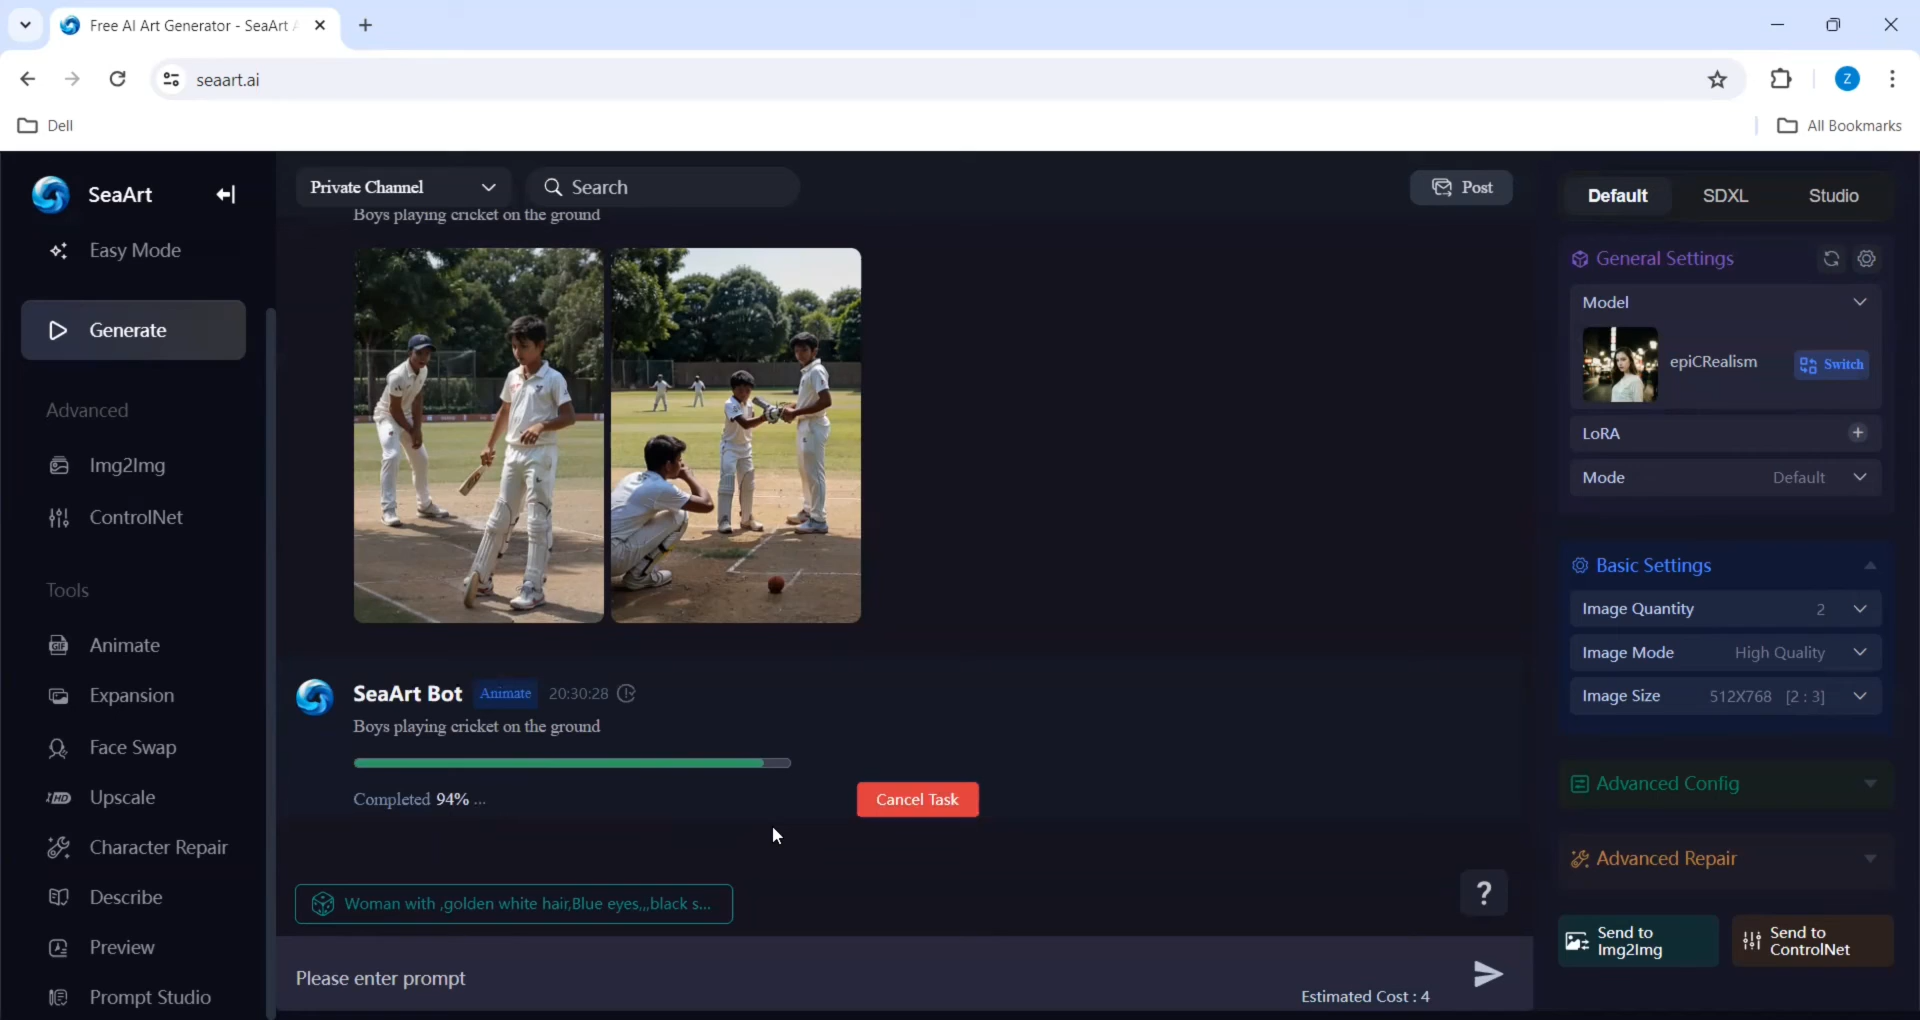 Free AI Art Generator - SeaArt
seaart.ai
Z
Dell
All Bookmarks
SeaArt
Easy Mode
Generate
Advanced
Img2Img
ControlNet
Tools
GIF
Animate
Expansion
Face Swap
HD
Upscale
Character Repair
Describe
Preview
Prompt Studio
Private Channel
Search
Post
Boys playing cricket on the ground
SeaArt Bot Animate 20:30:28
Boys playing cricket on the ground
Completed 94% ...
Cancel Task
Woman with ,golden white hair,Blue eyes,,,black s...
?
Please enter prompt
Estimated Cost : 4
Default SDXL Studio
General Settings
Model
epiCRealism
Switch
LoRA +
Mode Default
Basic Settings
Image Quantity 2
Image Mode High Quality
Image Size 512X768 [2 : 3]
Advanced Config
Advanced Repair
Send to
Img2Img
Send to
ControlNet